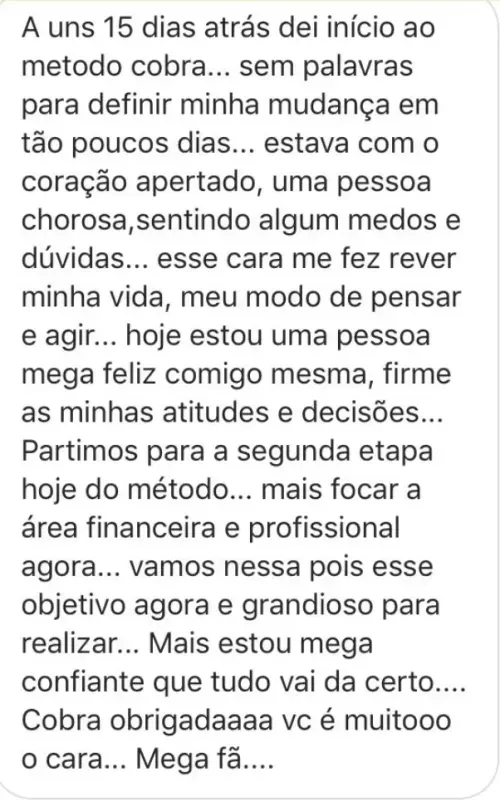 A uns 15 dias atrás dei início ao
metodo cobra... sem palavras
para definir minha mudança em
tão poucos dias... estava com o
coração apertado, uma pessoa
chorosa,sentindo algum medos e
dúvidas... esse cara me fez rever
minha vida, meu modo de pensar
e agir... hoje estou uma pessoa
mega feliz comigo mesma, firme
as minhas atitudes e decisões...
Partimos para a segunda etapa
hoje do método... mais focar a
área financeira e profissional
agora... vamos nessa pois esse
objetivo agora e grandioso para
realizar... Mais estou mega
confiante que tudo vai da certo....
Cobra obrigadaaaa vc é muitooo
o cara... Mega fã....